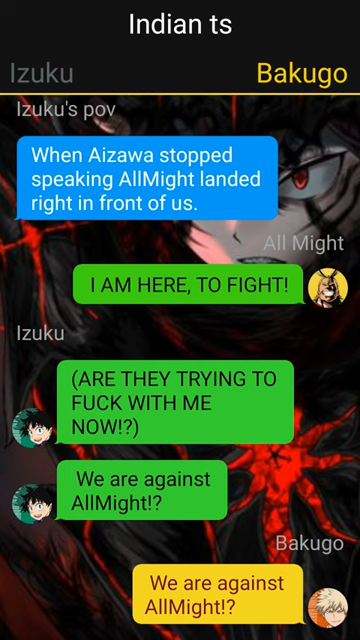 Indian ts
Izuku Bakugo
Izuku's pov
When Aizawa stopped
speaking AllMight landed
right in front of us.
All Might
I AM HERE, TO FIGHT!
Izuku
(ARE THEY TRYING TO
FUCK WITH ME
NOW!?)
We are against
AllMight!?
Bakugo
We are against
AllMight!?